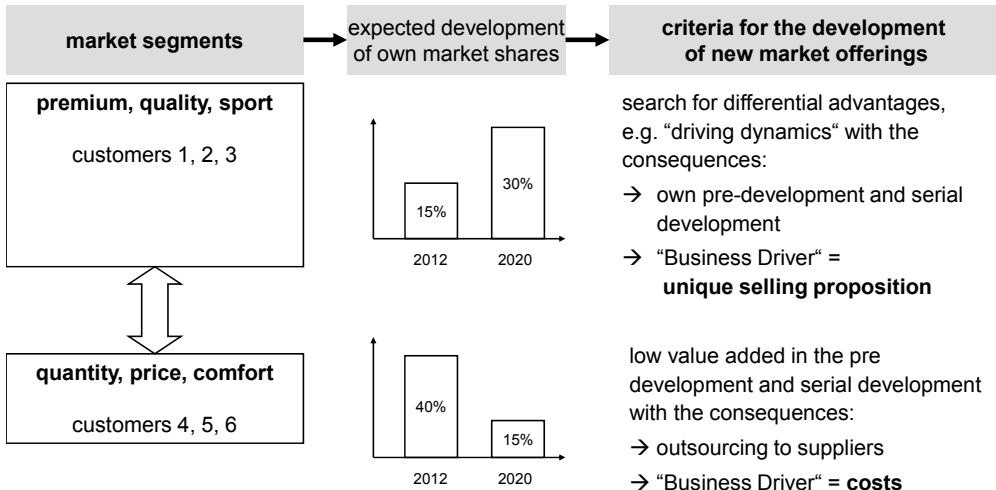 market segments
expected development
of own market shares
criteria for the development
of new market offerings
premium, quality, sport
customers 1, 2, 3
15%
30%
2012
2020
search for differential advantages,
e.g. “driving dynamics“ with the
consequences:
→ own pre-development and serial
development
→ “Business Driver“ =
unique selling proposition
quantity, price, comfort
customers 4, 5, 6
40%
15%
2012
2020
low value added in the pre
development and serial development
with the consequences:
→ outsourcing to suppliers
→ “Business Driver“ = costs